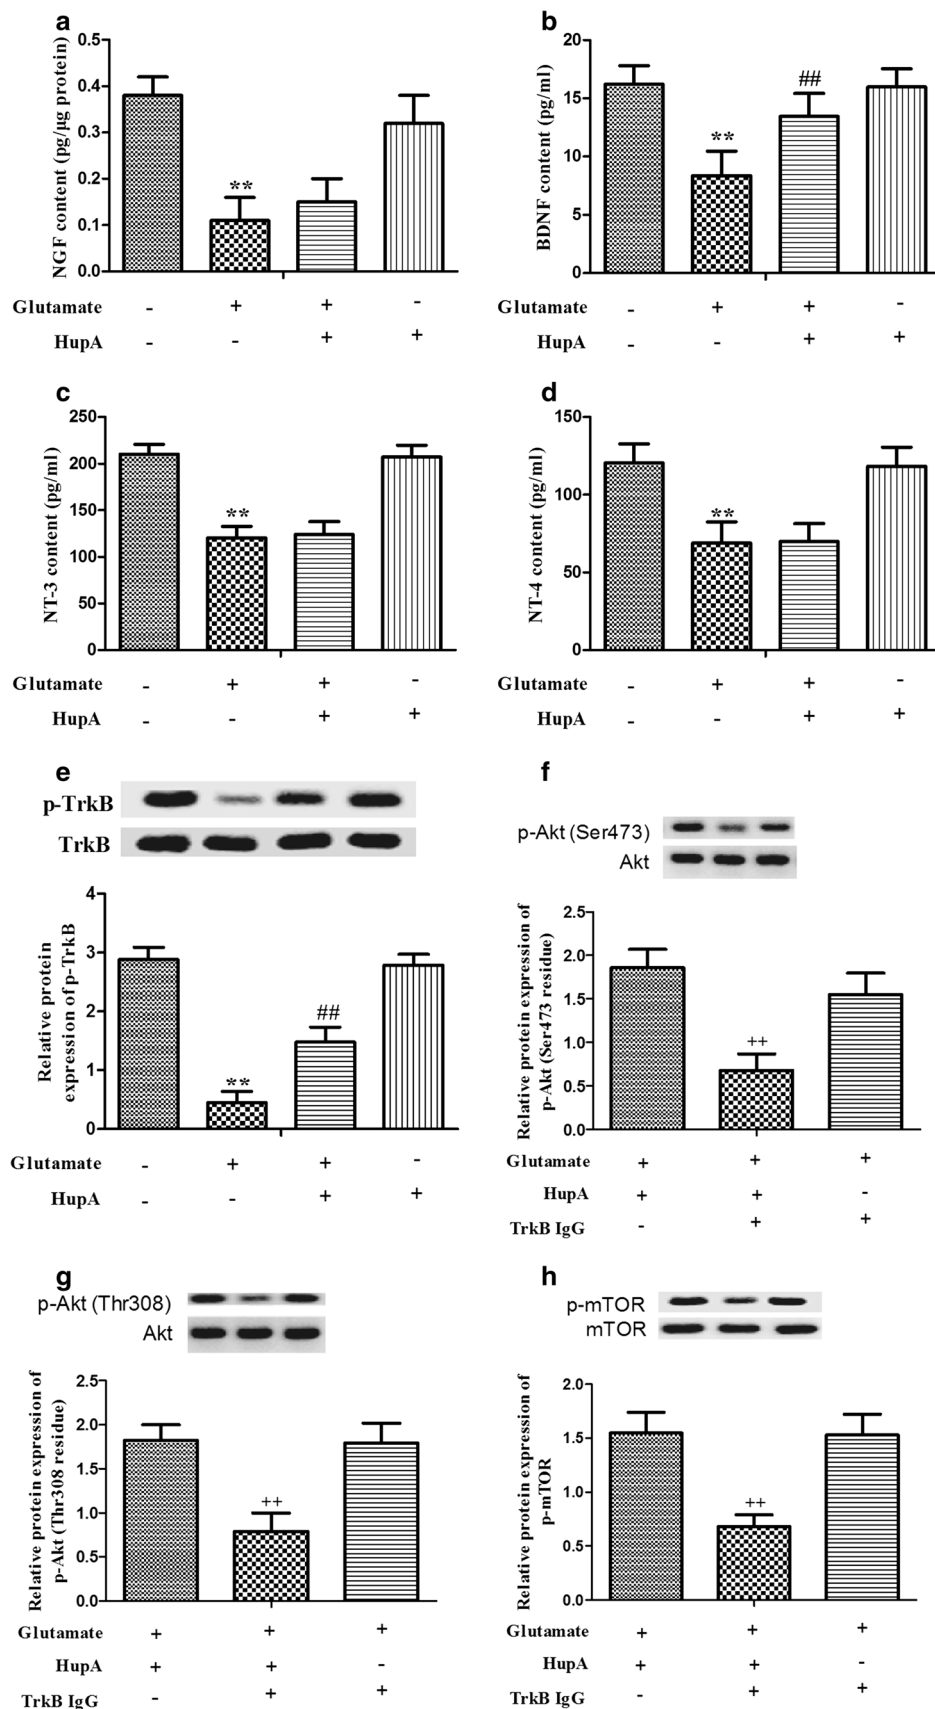 a
NGF content (pg/µg protein)
0.5
0.4
0.3
0.2
0.1
0.0
**
Glutamate - + + -
HupA - - + +
b
BDNF content (pg/ml)
20
15
10
5
0
**
##
Glutamate - + + -
HupA - - + +
c
NT-3 content (pg/ml)
250
200
150
100
50
0
**
Glutamate - + + -
HupA - - + +
d
NT-4 content (pg/ml)
150
100
50
0
**
Glutamate - + + -
HupA - - + +
e
p-TrkB
TrkB
Relative protein
expression of p-TrkB
4
3
2
1
0
**
##
Glutamate - + + -
HupA - - + +
f
p-Akt (Ser473)
Akt
Relative protein expression of
p-Akt (Ser473 residue)
2.5
2.0
1.5
1.0
0.5
0.0
++
Glutamate + + +
HupA + + -
TrkB IgG - + +
g
p-Akt (Thr308)
Akt
Relative protein expression of
p-Akt (Thr308 residue)
2.5
2.0
1.5
1.0
0.5
0.0
++
Glutamate + + +
HupA + + -
TrkB IgG - + +
h
p-mTOR
mTOR
Relative protein expression of
p-mTOR
2.0
1.5
1.0
0.5
0.0
++
Glutamate + + +
HupA + + -
TrkB IgG - + +